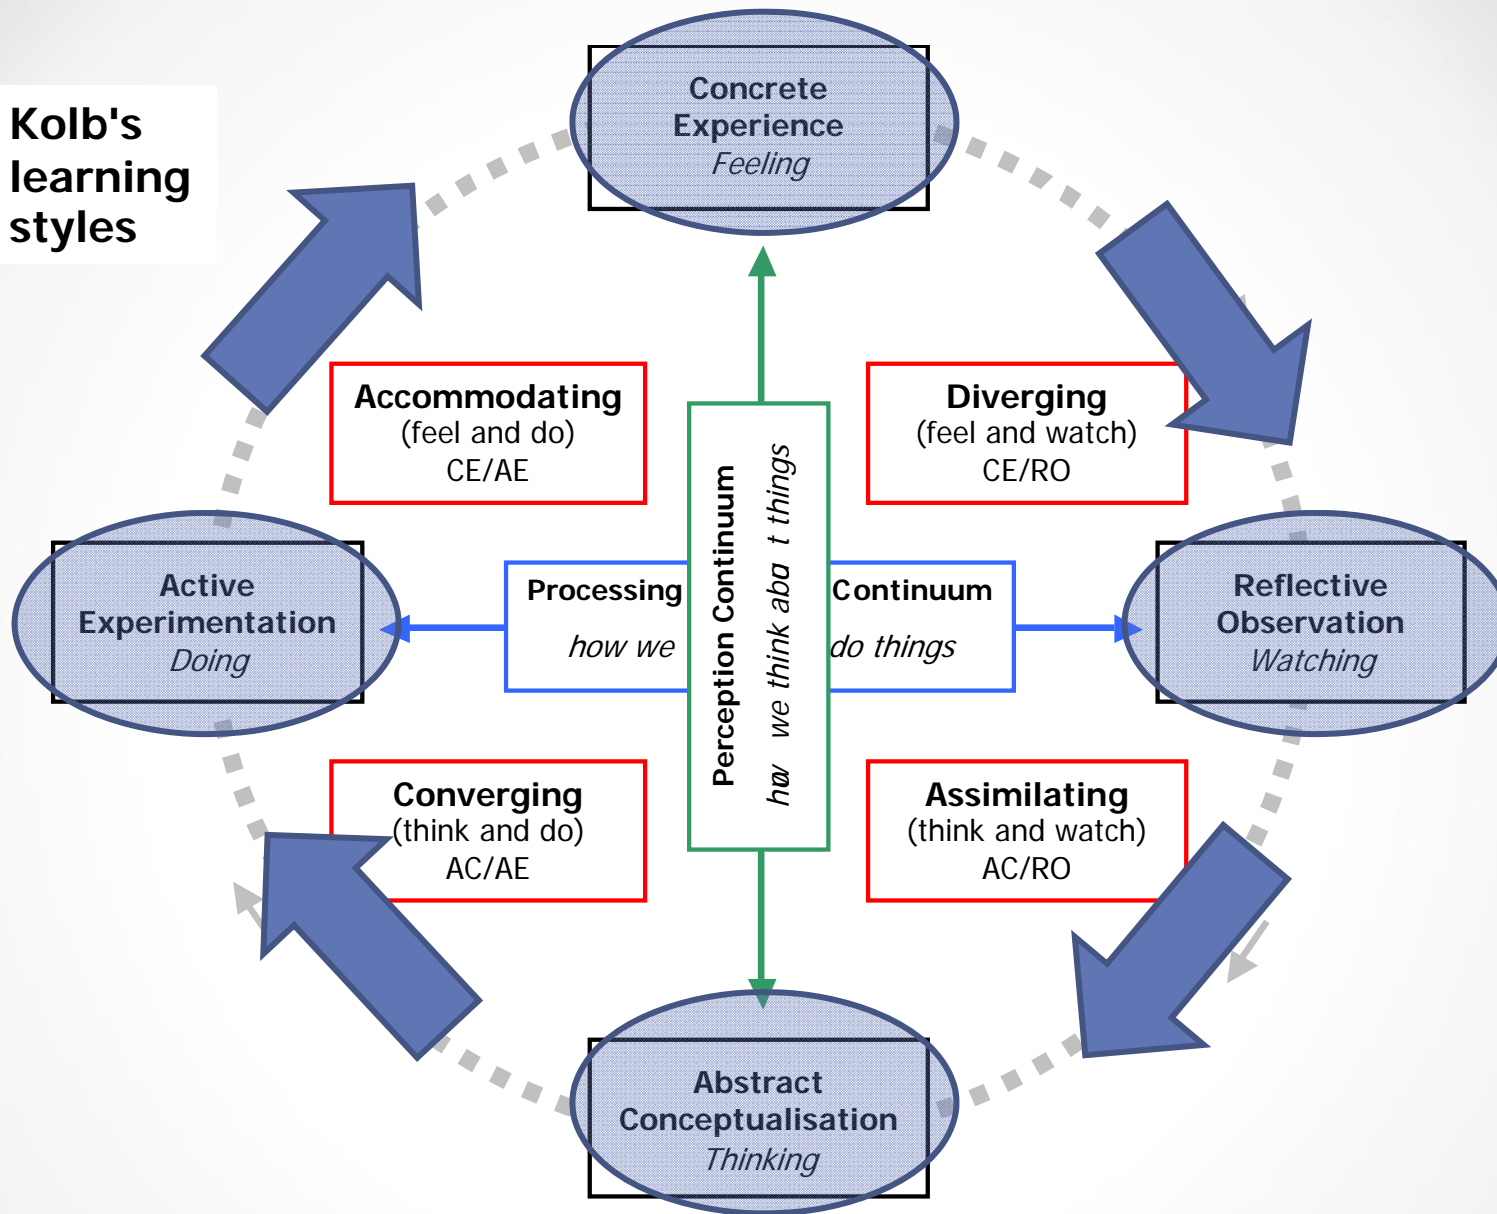 Kolb's
learning
styles
Concrete
Experience
Feeling
Accommodating
(feel and do)
CE/AE
Diverging
(feel and watch)
CE/RO
Active
Experimentation
Doing
Processing Continuum
how we do things
Perception Continuum
how we think abo t things
Reflective
Observation
Watching
Converging
(think and do)
AC/AE
Assimilating
(think and watch)
AC/RO
Abstract
Conceptualisation
Thinking